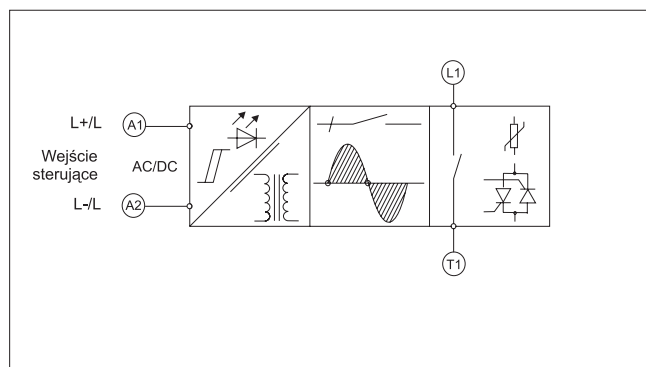 L1
L+/L
A1
Wejście
sterujące
AC/DC
L-/L
A2
T1